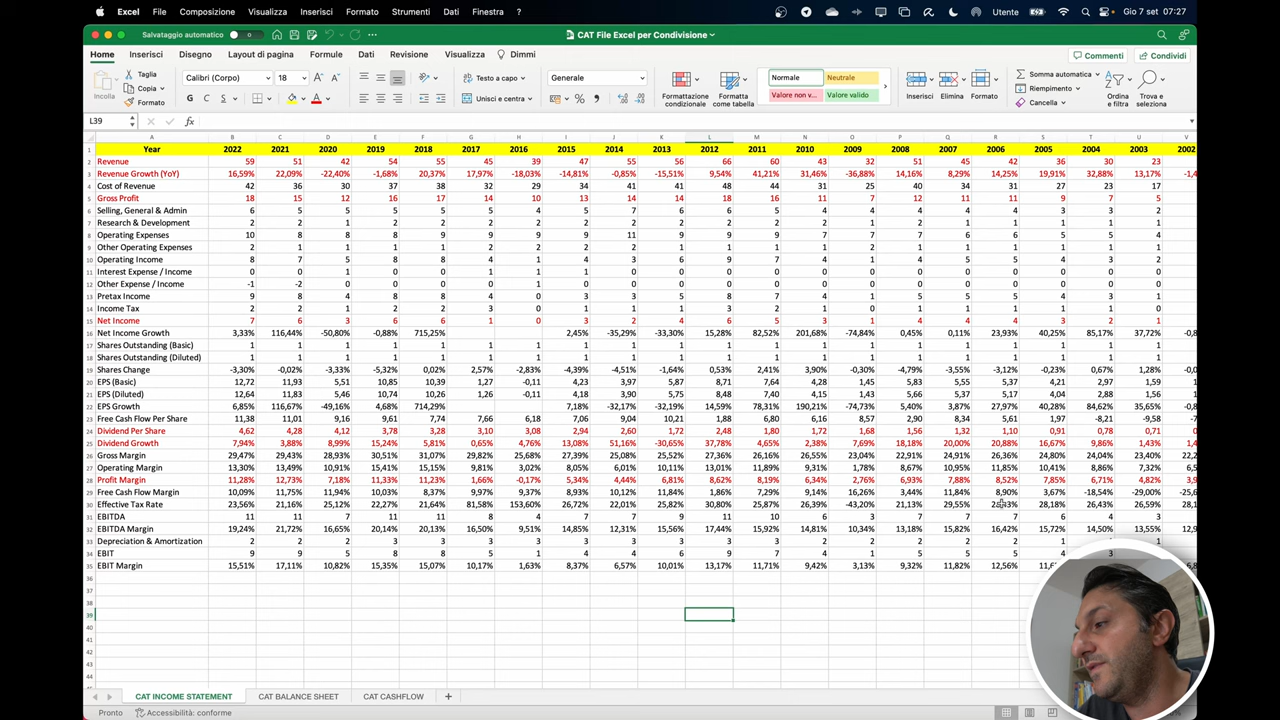 Excel File Composizione Visualizza Inserisci Formato Strumenti Dati Finestra ? Utente Gio 7 set 07:27
Salvataggio automatico CAT File Excel per Condivisione
Home Inserisci Disegno Layout di pagina Formule Dati Revisione Visualizza Dimmi Commenti Condividi
Incolla Taglia Copia Formato Calibri (Corpo) 18 Testo a capo Generale Formattazione condizionale Formatta come tabella Normale Neutrale Inserisci Elimina Formato Somma automatica Riempimento Ordina e filtra Trova e seleziona
G C S Unisci e centra Valore non v... Valore valido Cancella
L39 fx
A B C D E F G H I J K L M N O P Q R S T U V
1 Year 2022 2021 2020 2019 2018 2017 2016 2015 2014 2013 2012 2011 2010 2009 2008 2007 2006 2005 2004 2003 2002
2 Revenue 59 51 42 54 55 45 39 47 55 56 66 60 43 32 51 45 42 36 30 23
3 Revenue Growth (YoY) 16,59% 22,09% -22,40% -1,68% 20,37% 17,97% -18,03% -14,81% -0,85% -15,51% 9,54% 41,21% 31,46% -36,88% 14,16% 8,29% 14,25% 19,91% 32,88% 13,17% -1,4
4 Cost of Revenue 42 36 30 37 38 32 29 34 41 41 48 44 31 25 40 34 31 27 23 17
5 Gross Profit 18 15 12 16 17 14 10 13 14 14 18 16 11 7 12 11 11 9 7 5
6 Selling, General & Admin 6 5 5 5 5 5 4 5 7 6 6 5 4 4 4 4 4 3 3 2
7 Research & Development 2 2 1 2 2 2 2 2 2 2 2 2 2 1 2 1 1 1 1 1
8 Operating Expenses 10 8 8 8 9 9 9 9 11 9 9 9 7 7 7 6 6 5 5 4
9 Other Operating Expenses 2 1 1 1 1 2 2 2 2 1 1 1 1 2 1 1 1 1 1 1
10 Operating Income 8 7 5 8 8 4 1 4 3 6 9 7 4 1 4 5 5 4 3 2
11 Interest Expense / Income 0 0 1 0 0 1 1 1 0 0 0 0 0 0 0 0 0 0 0 0
12 Other Expense / Income -1 -2 0 0 0 0 0 0 0 0 0 0 0 0 0 0 0 0 0 0
13 Pretax Income 9 8 4 8 8 4 0 3 3 5 8 7 4 1 5 5 5 4 3 1
14 Income Tax 2 2 1 2 2 3 0 1 1 1 3 2 1 0 1 1 1 1 1 0
15 Net Income 7 6 3 6 6 1 0 3 2 4 6 5 3 1 4 4 4 3 2 1
16 Net Income Growth 3,33% 116,44% -50,80% -0,88% 715,25% 2,45% -35,29% -33,30% 15,28% 82,52% 201,68% -74,84% 0,45% 0,11% 23,93% 40,25% 85,17% 37,72% -0,8
17 Shares Outstanding (Basic) 1 1 1 1 1 1 1 1 1 1 1 1 1 1 1 1 1 1 1 1
18 Shares Outstanding (Diluted) 1 1 1 1 1 1 1 1 1 1 1 1 1 1 1 1 1 1 1 1
19 Shares Change -3,30% -0,02% -3,33% -5,32% 0,02% 2,57% -2,83% -4,39% -4,51% -1,64% 0,53% 2,41% 3,90% -0,30% -4,79% -3,55% -3,12% -0,23% 0,67% 1,28% -0,
20 EPS (Basic) 12,72 11,93 5,51 10,85 10,39 1,27 -0,11 4,23 3,97 5,87 8,71 7,64 4,28 1,45 5,83 5,55 5,37 4,21 2,97 1,59
21 EPS (Diluted) 12,64 11,83 5,46 10,74 10,26 1,26 -0,11 4,18 3,90 5,75 8,48 7,40 4,15 1,43 5,66 5,37 5,17 4,04 2,88 1,56
22 EPS Growth 6,85% 116,67% -49,16% 4,68% 714,29% 7,18% -32,17% -32,19% 14,59% 78,31% 190,21% -74,73% 5,40% 3,87% 27,97% 40,28% 84,62% 35,65% -0,
23 Free Cash Flow Per Share 11,38 11,01 9,16 9,61 7,74 7,66 6,18 7,06 9,04 10,21 1,88 6,80 6,16 8,57 2,90 8,34 5,61 1,97 -8,21 -9,58
24 Dividend Per Share 4,62 4,28 4,12 3,78 3,28 3,10 3,08 2,94 2,60 1,72 2,48 1,80 1,72 1,68 1,56 1,32 1,10 0,91 0,78 0,71
25 Dividend Growth 7,94% 3,88% 8,99% 15,24% 5,81% 0,65% 4,76% 13,08% 51,16% -30,65% 37,78% 4,65% 2,38% 7,69% 18,18% 20,00% 20,88% 16,67% 9,86% 1,43%
26 Gross Margin 29,47% 29,43% 28,93% 30,51% 31,07% 29,82% 25,68% 27,39% 25,08% 25,52% 27,36% 26,16% 26,55% 23,04% 22,91% 24,91% 26,36% 24,80% 24,04% 23,40% 22,
27 Operating Margin 13,30% 13,49% 10,91% 15,41% 15,15% 9,81% 3,02% 8,05% 6,01% 10,11% 13,01% 11,89% 9,31% 1,78% 8,67% 10,95% 11,85% 10,41% 8,86% 7,32%
28 Profit Margin 11,28% 12,73% 7,18% 11,33% 11,23% 1,66% -0,17% 5,34% 4,44% 6,81% 8,62% 8,19% 6,34% 2,76% 6,93% 7,88% 8,52% 7,85% 6,71% 4,82%
29 Free Cash Flow Margin 10,09% 11,75% 11,94% 10,03% 8,37% 9,97% 9,37% 8,93% 10,12% 11,84% 1,86% 7,29% 9,14% 16,26% 3,44% 11,84% 8,90% 3,67% -18,54% -29,00% -25,
30 Effective Tax Rate 23,56% 21,16% 25,12% 22,27% 21,64% 81,58% 153,60% 26,72% 22,01% 25,82% 30,80% 25,87% 26,39% -43,20% 21,13% 29,55% 28,18% 26,43% 26,59% 28,
31 EBITDA 11 11 7 11 11 8 4 7 7 9 11 10 6 3 7 7 7 6 4 3
32 EBITDA Margin 19,24% 21,72% 16,65% 20,14% 20,13% 16,50% 9,51% 14,85% 12,31% 15,56% 17,44% 15,92% 14,81% 10,34% 13,18% 15,82% 16,42% 15,72% 14,50% 13,55% 12,9
33 Depreciation & Amortization 2 2 2 3 3 3 3 3 3 3 3 3 2 2 2 2 2 1 1 1
34 EBIT 9 9 5 8 8 5 1 4 4 6 9 7 4 1 5 5 5 4 3
35 EBIT Margin 15,51% 17,11% 10,82% 15,35% 15,07% 10,17% 1,63% 8,37% 6,57% 10,01% 13,17% 11,71% 9,42% 3,13% 9,32% 11,82% 12,56%
36
37
38
39
40
41
42
43
44
CAT INCOME STATEMENT CAT BALANCE SHEET CAT CASHFLOW +
Pronto Accessibilità: conforme